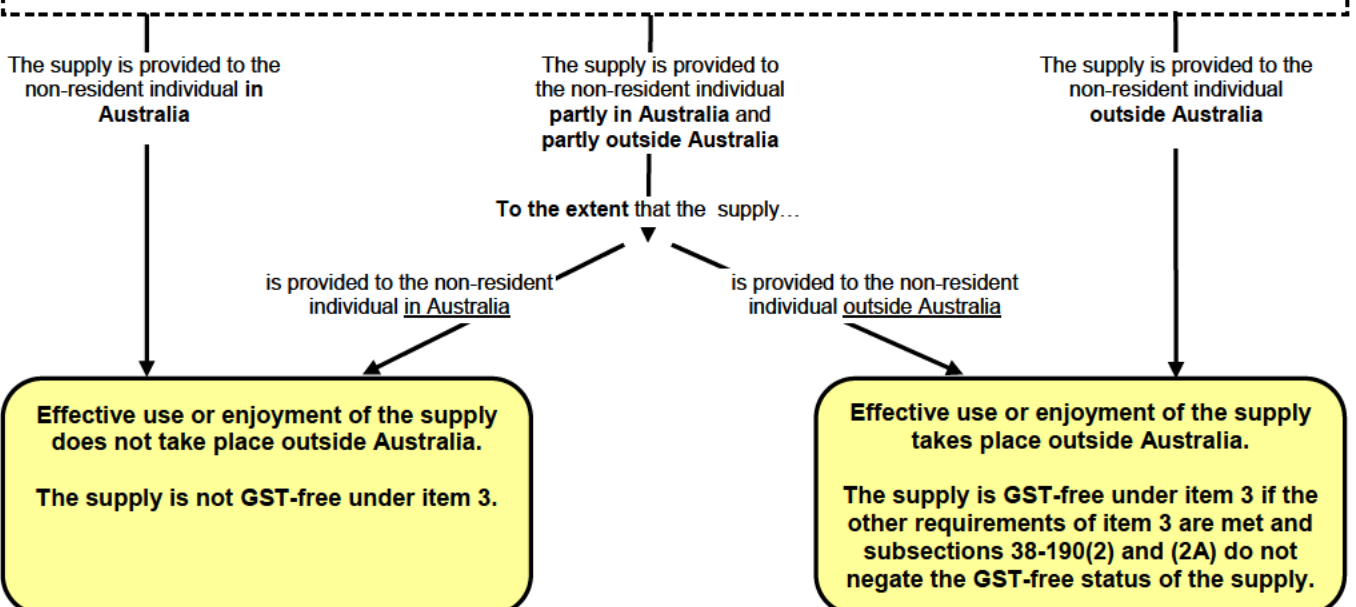 The supply is provided to the
non-resident individual in
Australia
The supply is provided to
the non-resident individual
partly in Australia and
partly outside Australia
The supply is provided to the
non-resident individual
outside Australia
To the extent that the  supply…
is provided to the non-resident
individual in Australia
is provided to the non-resident
individual outside Australia
Effective use or enjoyment of the supply
does not take place outside Australia.
The supply is not GST-free under item 3.
Effective use or enjoyment of the supply
takes place outside Australia.
The supply is GST-free under item 3 if the
other requirements of item 3 are met and
subsections 38-190(2) and (2A) do not
negate the GST-free status of the supply.